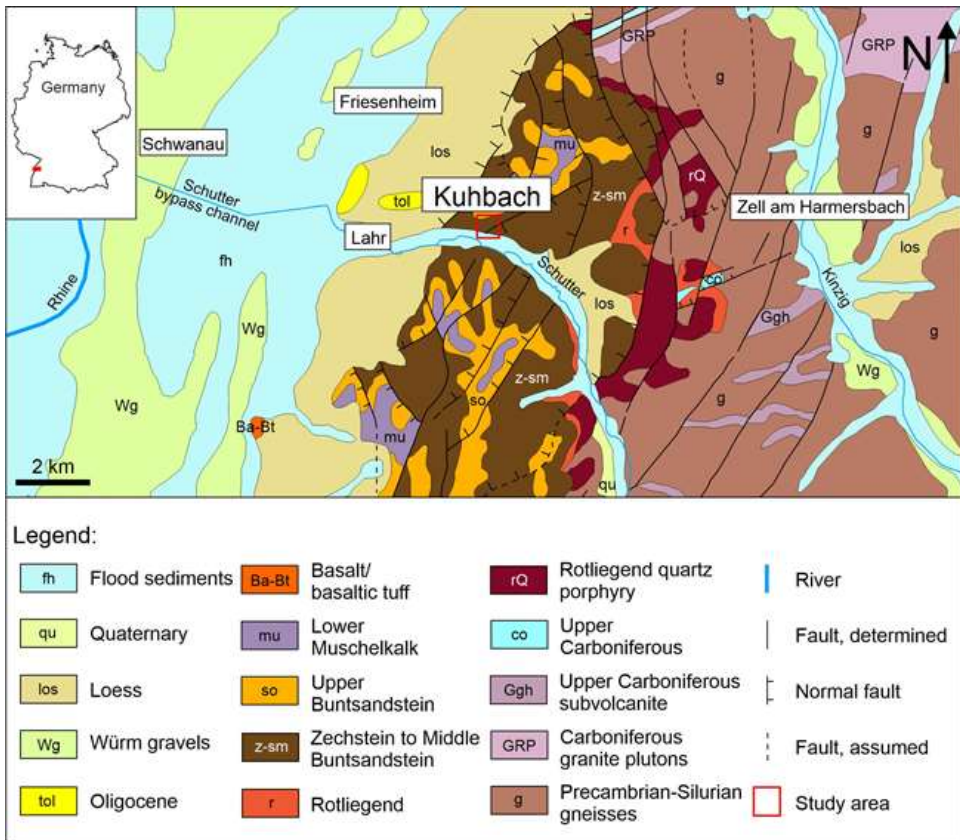 Germany
GRP
GRP
N
g
g
Friesenheim
Schwanau
los
mu
Kuhbach
z-sm
rQ
Schutter
bypass channel
tol
Zell am Harmersbach
Lahr
r
los
fh
Schutter
Rhine
co
Kinzig
los
Ggh
Wg
g
z-sm
Wg
g
Wg
so
Ba-Bt
mu
2 km
qu
Legend:
fh Flood sediments
qu Quaternary
los Loess
Wg Würm gravels
tol Oligocene
Ba-Bt Basalt/
basaltic tuff
mu Lower
Muschelkalk
so Upper
Buntsandstein
z-sm Zechstein to Middle
Buntsandstein
r Rotliegend
rQ Rotliegend quartz
porphyry
co Upper
Carboniferous
Ggh Upper Carboniferous
subvolcanite
GRP Carboniferous
granite plutons
g Precambrian-Silurian
gneisses
River
Fault, determined
Normal fault
Fault, assumed
Study area